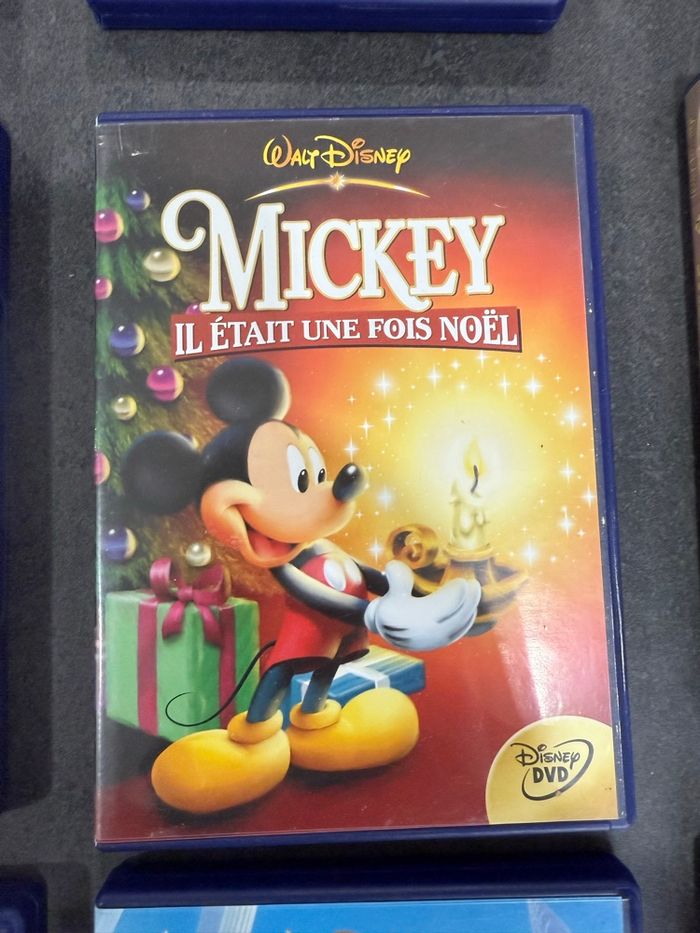 WALT DISNEY
MICKEY
IL ÉTAIT UNE FOIS NOËL
DISNEY
DVD